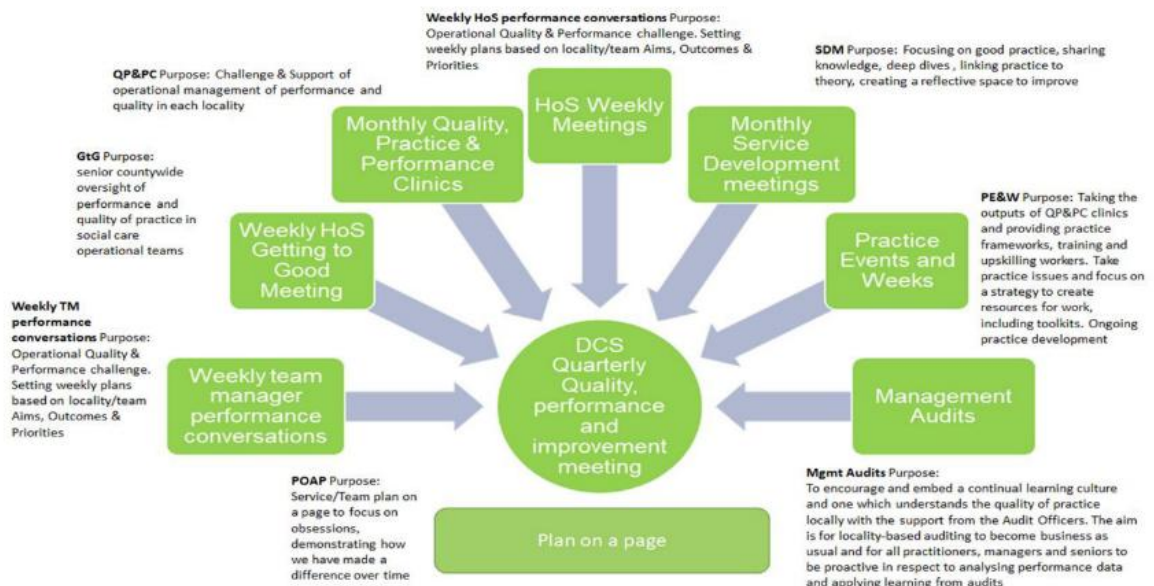 Weekly HoS performance conversations Purpose:
Operational Quality & Performance challenge. Setting
weekly plans based on locality/team Aims, Outcomes &
Priorities
SDM Purpose: Focusing on good practice, sharing
knowledge, deep dives , linking practice to
theory, creating a reflective space to improve
QP&PC Purpose: Challenge & Support of
operational management of performance and
quality in each locality
HoS Weekly
Meetings
Monthly Quality,
Practice &
Performance
Clinics
Monthly
Service
Development
meetings
GtG Purpose:
senior countywide
oversight of
performance and
quality of practice in
social care
operational teams
Weekly HoS
Getting to
Good
Meeting
Practice
Events and
Weeks
PE&W Purpose: Taking the
outputs of QP&PC clinics
and providing practice
frameworks, training and
upskilling workers. Take
practice issues and focus on
a strategy to create
resources for work,
including toolkits. Ongoing
practice development
Weekly TM
performance
conversations Purpose:
Operational Quality &
Performance challenge.
Setting weekly plans
based on locality/team
Aims, Outcomes &
Priorities
Weekly team
manager
performance
conversations
DCS
Quarterly
Quality,
performance
and
improvement
meeting
Management
Audits
POAP Purpose:
Service/Team plan on
a page to focus on
obsessions,
demonstrating how
we have made a
difference over time
Plan on a page
Mgmt Audits Purpose:
To encourage and embed a continual learning culture
and one which understands the quality of practice
locally with the support from the Audit Officers. The aim
is for locality-based auditing to become business as
usual and for all practitioners, managers and seniors to
be proactive in respect to analysing performance data
and applying learning from audits